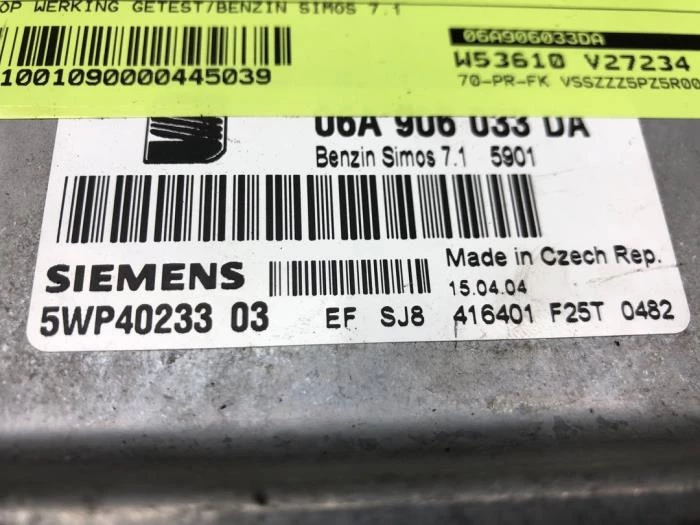 OP WERKING GETEST/BENZIN SIMOS 7.1
1001090000445039
06A906033DA
W53610 V27234
70-PR-FK VSSZZZ5PZ5R00
06A 906 033 DA
Benzin Simos 7.1 5901
SIEMENS
Made in Czech Rep.
15.04.04
5WP40233 03
EF SJ8 416401 F25T 0482